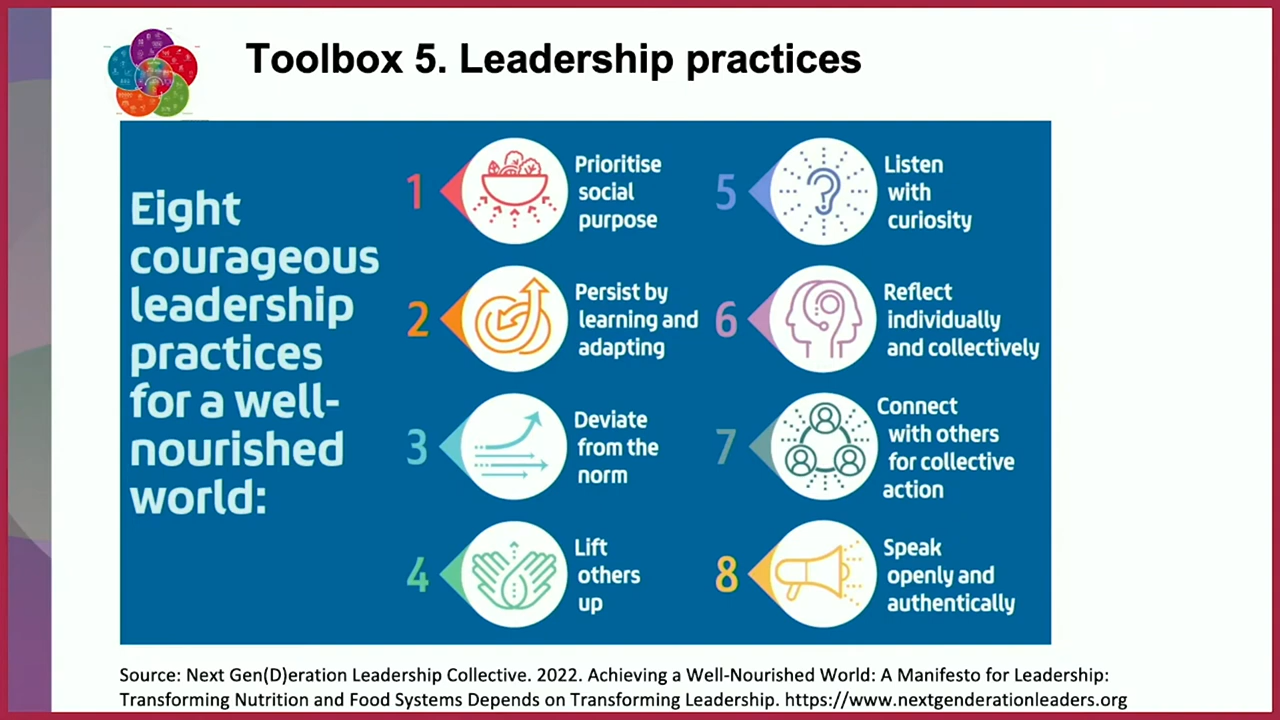 Toolbox 5. Leadership practices
Eight
courageous
leadership
practices
for a well-
nourished
world:
1
Prioritise
social
purpose
2
Persist by
learning and
adapting
3
Deviate
from the
norm
4
Lift
others
up
5
Listen
with
curiosity
6
Reflect
individually
and collectively
7
Connect
with others
for collective
action
8
Speak
openly and
authentically
Source: Next Gen(D)eration Leadership Collective. 2022. Achieving a Well-Nourished World: A Manifesto for Leadership:
Transforming Nutrition and Food Systems Depends on Transforming Leadership. https://www.nextgenderationleaders.org